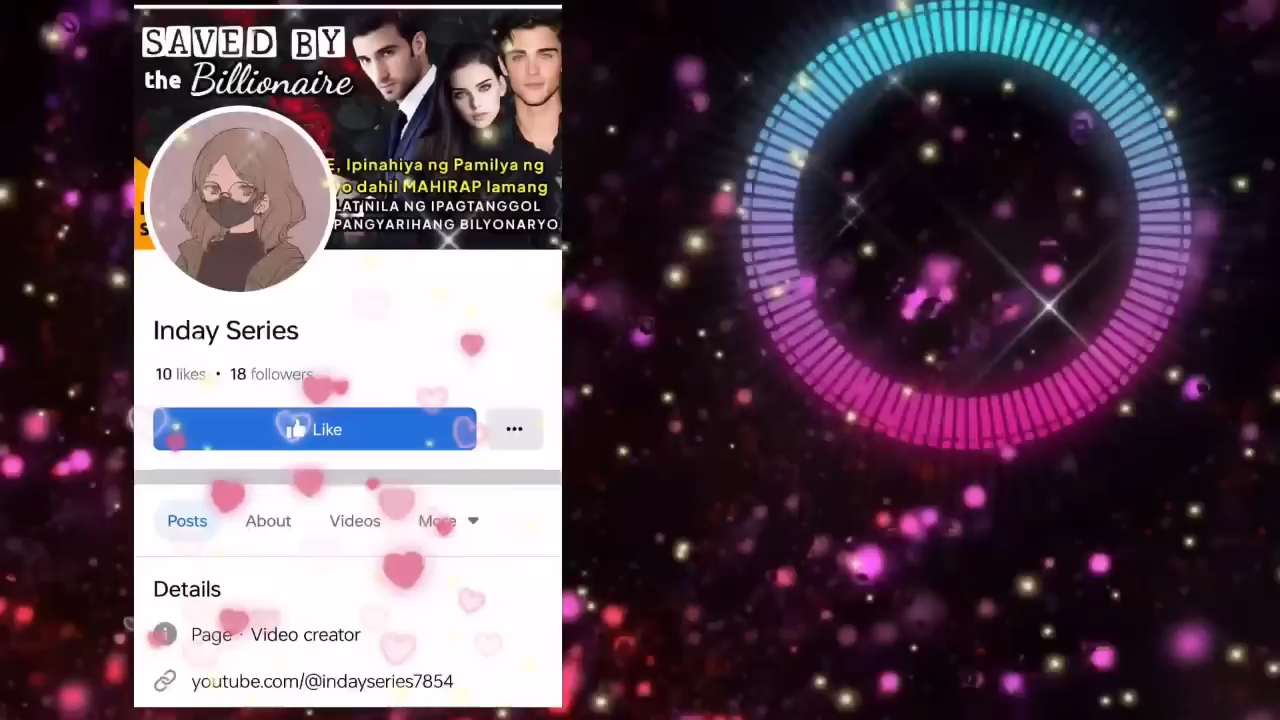 SAVED BY
the Billionaire
E, Ipinahiya ng Pamilya ng
dahil MAHIRAP lamang
NILA NG IPAGTANGGOL
PANGYARIHANG BILYONARYO
Inday Series
10 likes • 18 followers
Like
Posts About Videos More
Details
Page · Video creator
youtube.com/@indayseries7854